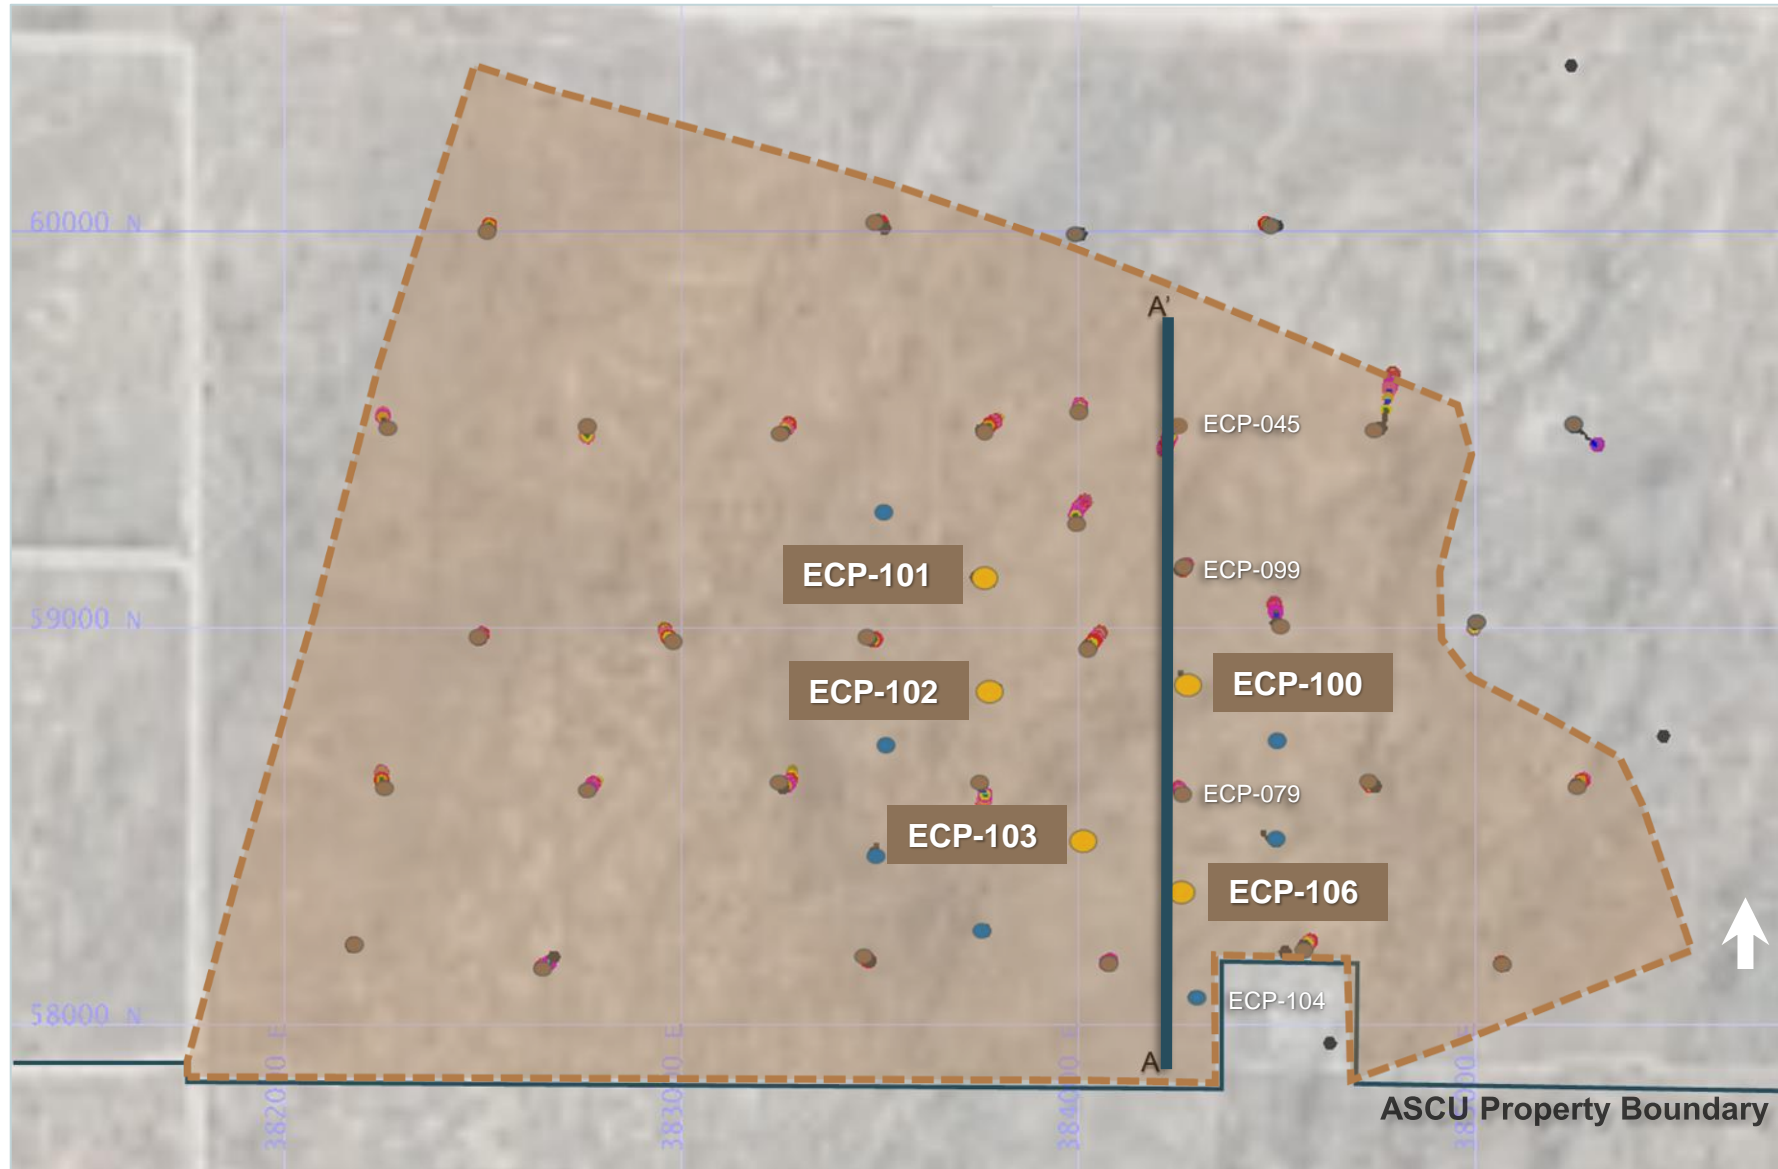 60000 N
A'
ECP-045
ECP-099
ECP-101
59000 N
ECP-102
ECP-100
ECP-079
ECP-103
ECP-106
ECP-104
58000 N
A
ASCU Property Boundary